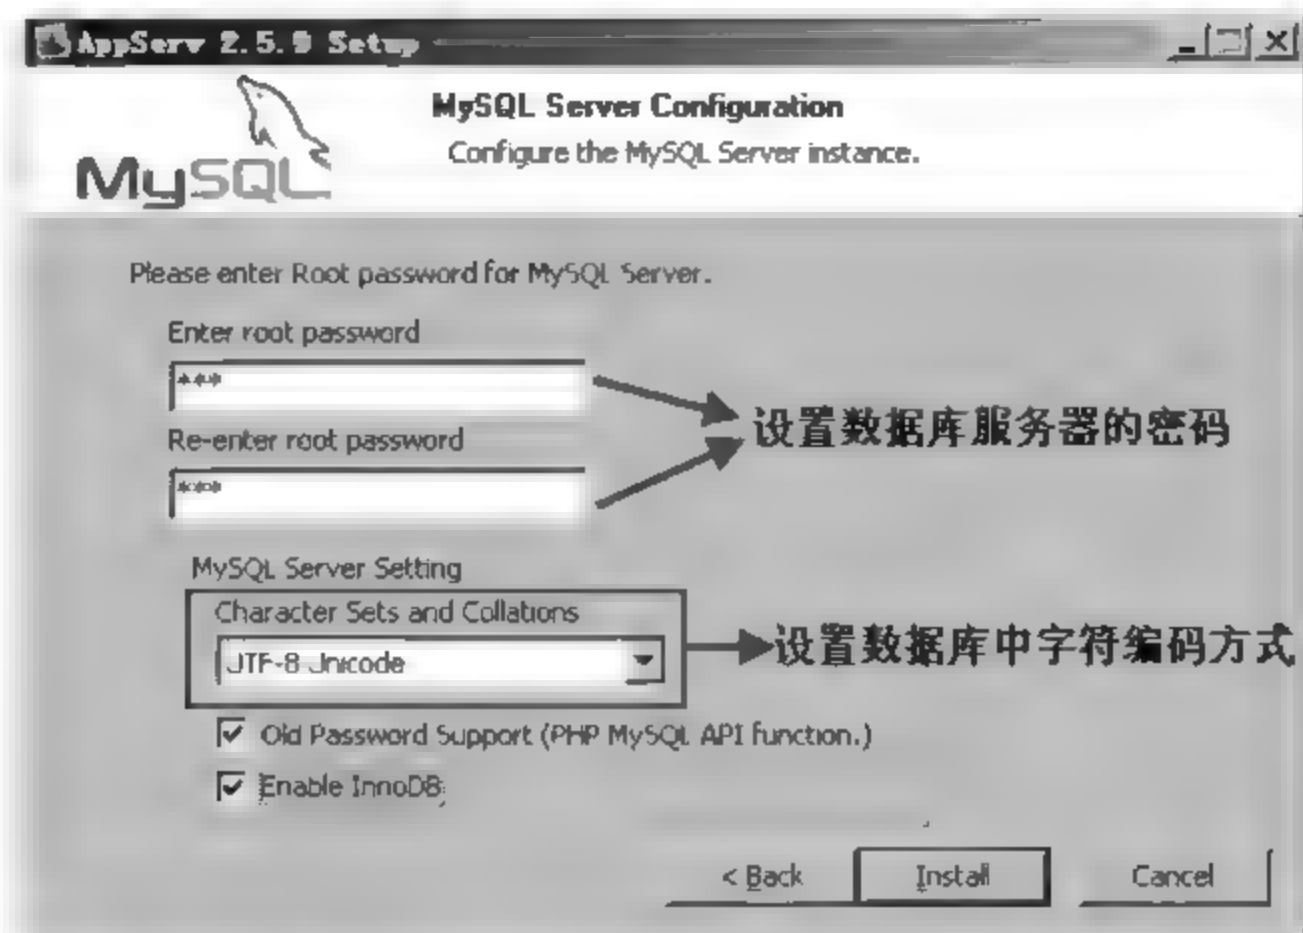 AppServ 2.5.9 Setup
MySQL
MySQL Server Configuration
Configure the MySQL Server instance.
Please enter Root password for MySQL Server.
Enter root password
***
设置数据库服务器的密码
Re-enter root password
***
MySQL Server Setting
Character Sets and Collations
UTF-8 Unicode
设置数据库中字符编码方式
Old Password Support (PHP MySQL API function.)
Enable InnoDB
< Back
Install
Cancel